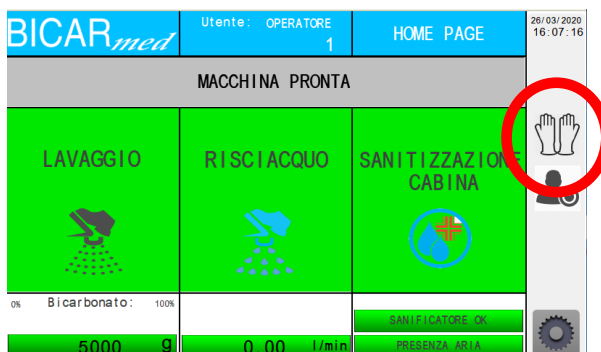 BICARmed
Utente: OPERATORE
1
HOME PAGE
26/03/2020
16:07:16
MACCHINA PRONTA
LAVAGGIO
RISCIACQUO
SANITIZZAZIONE
CABINA
0% Bicarbonato: 100%
SANIFICATORE OK
5000 g
0.00 l/min
PRESENZA ARIA